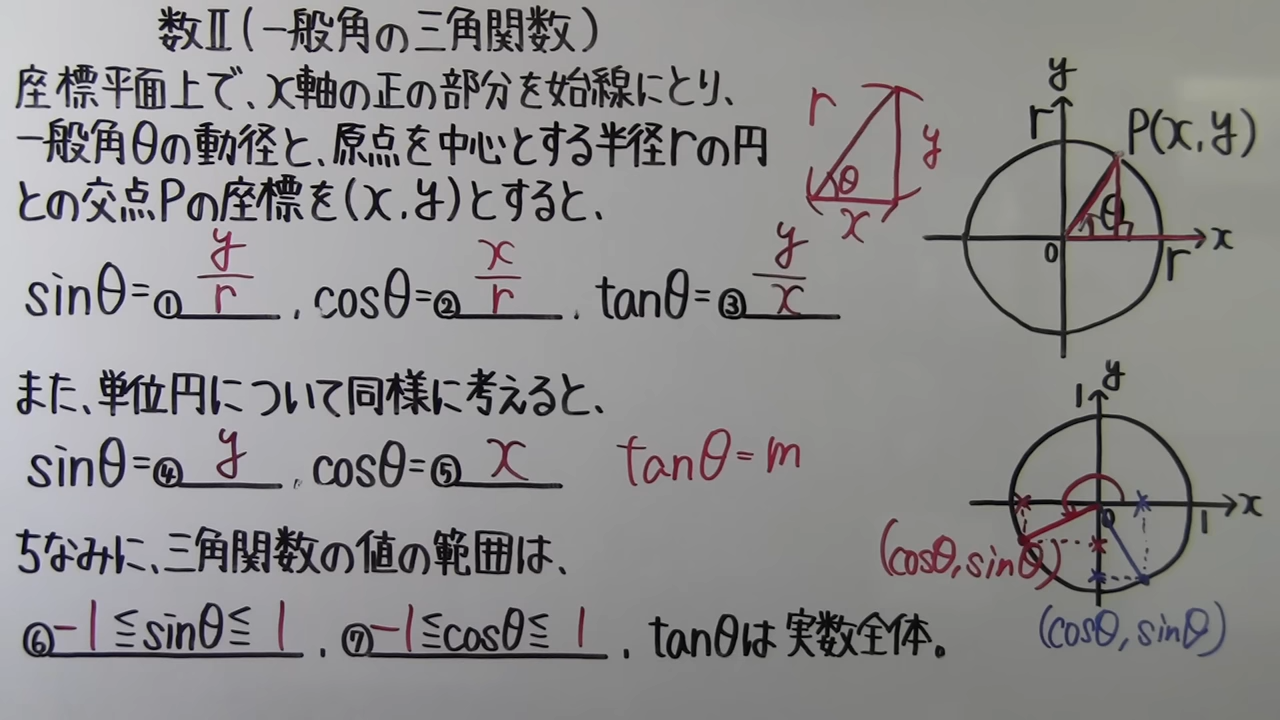 数Ⅱ(一般角の三角関数)
座標平面上で、x軸の正の部分を始線にとり、
一般角θの動径と、原点を中心とする半径rの円
との交点Pの座標を(x,y)とすると、
sinθ=① y/r , cosθ=② x/r , tanθ=③ y/x
また、単位円について同様に考えると、
sinθ=④ y , cosθ=⑤ x tanθ=m
ちなみに、三角関数の値の範囲は、
⑥-1≦sinθ≦1 , ⑦-1≦cosθ≦1 , tanθは実数全体。
r
θ
y
x
y
r
P(x,y)
θ
0
r
x
y
1
0
1
x
(cosθ,sinθ)
(cosθ,sinθ)